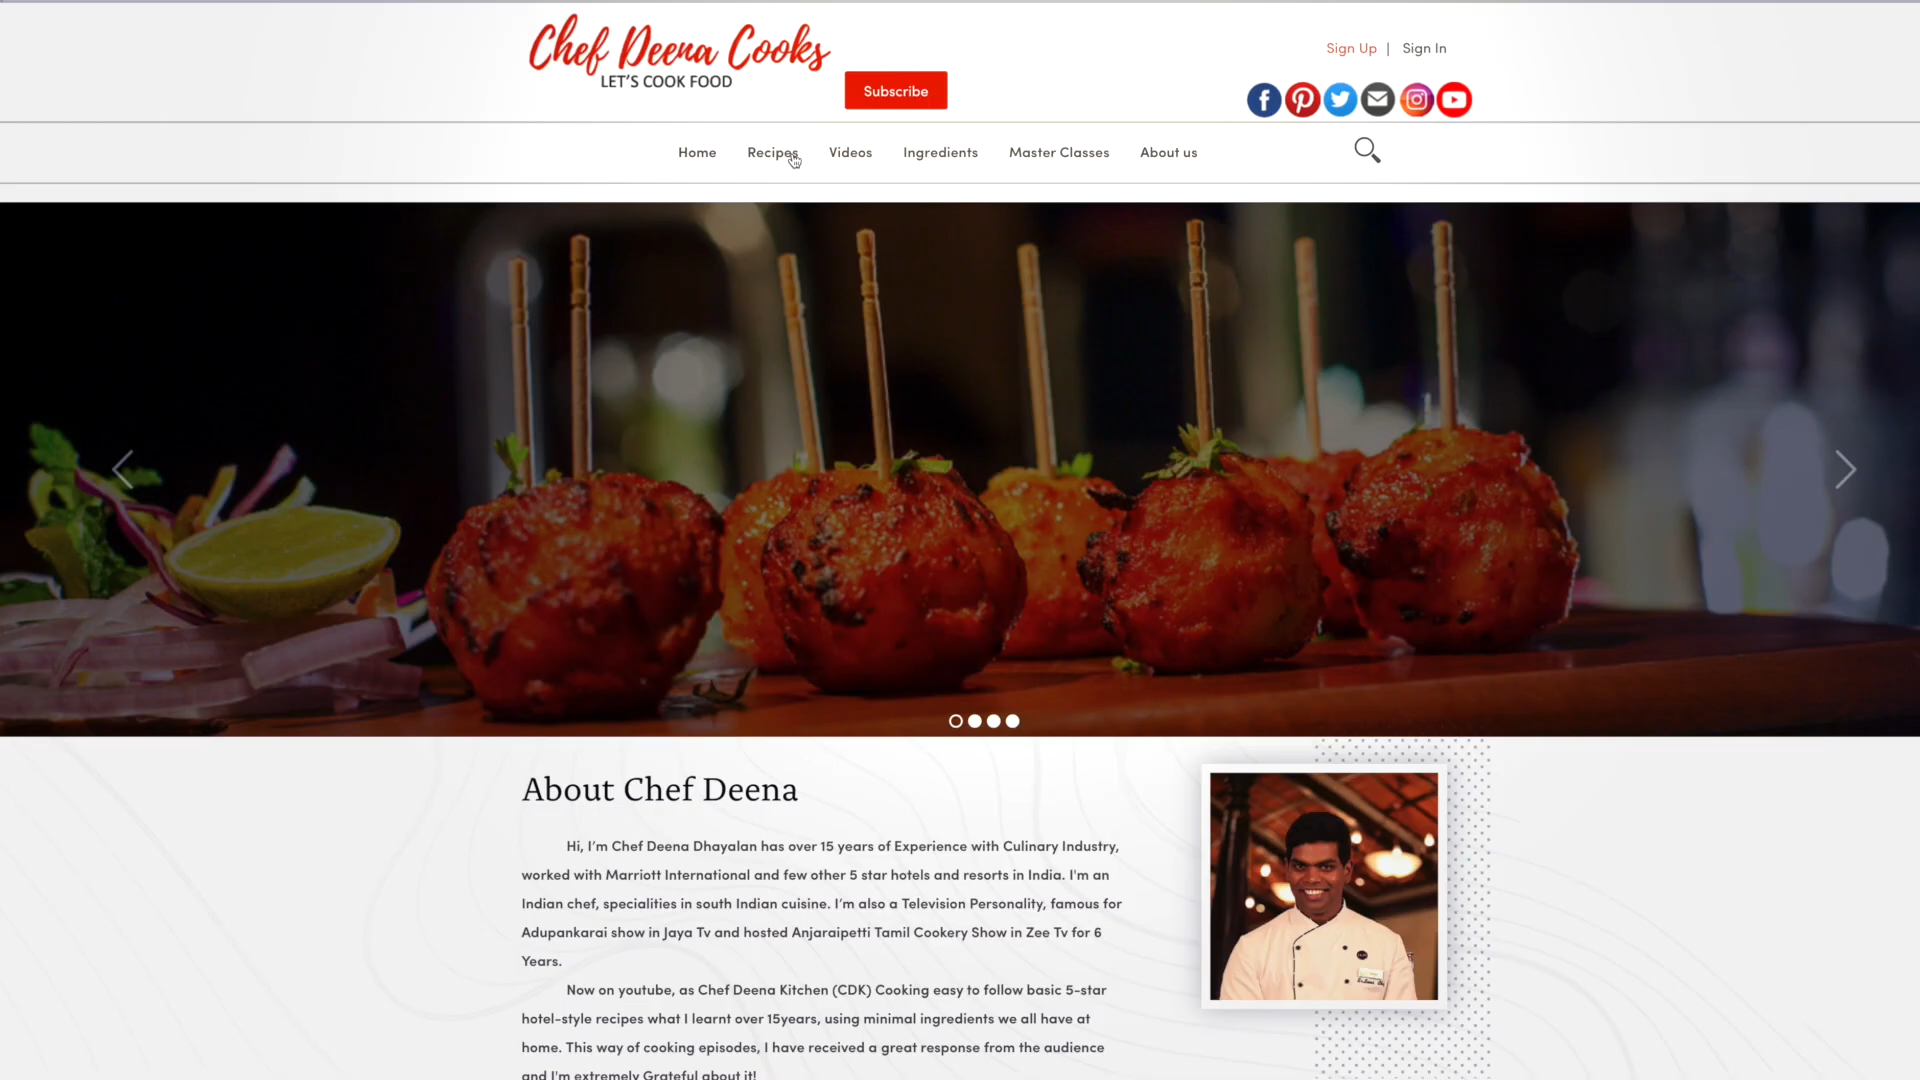 Chef Deena Cooks
LET'S COOK FOOD
Subscribe
Sign Up | Sign In
Home Recipes Videos Ingredients Master Classes About us
About Chef Deena
Hi, I'm Chef Deena Dhayalan has over 15 years of Experience with Culinary Industry,
worked with Marriott International and few other 5 star hotels and resorts in India. I'm an
Indian chef, specialities in south Indian cuisine. I'm also a Television Personality, famous for
Adupankarai show in Jaya Tv and hosted Anjaraipetti Tamil Cookery Show in Zee Tv for 6
Years.
Now on youtube, as Chef Deena Kitchen (CDK) Cooking easy to follow basic 5-star
hotel-style recipes what I learnt over 15years, using minimal ingredients we all have at
home. This way of cooking episodes, I have received a great response from the audience
and I'm extremely Grateful about it!